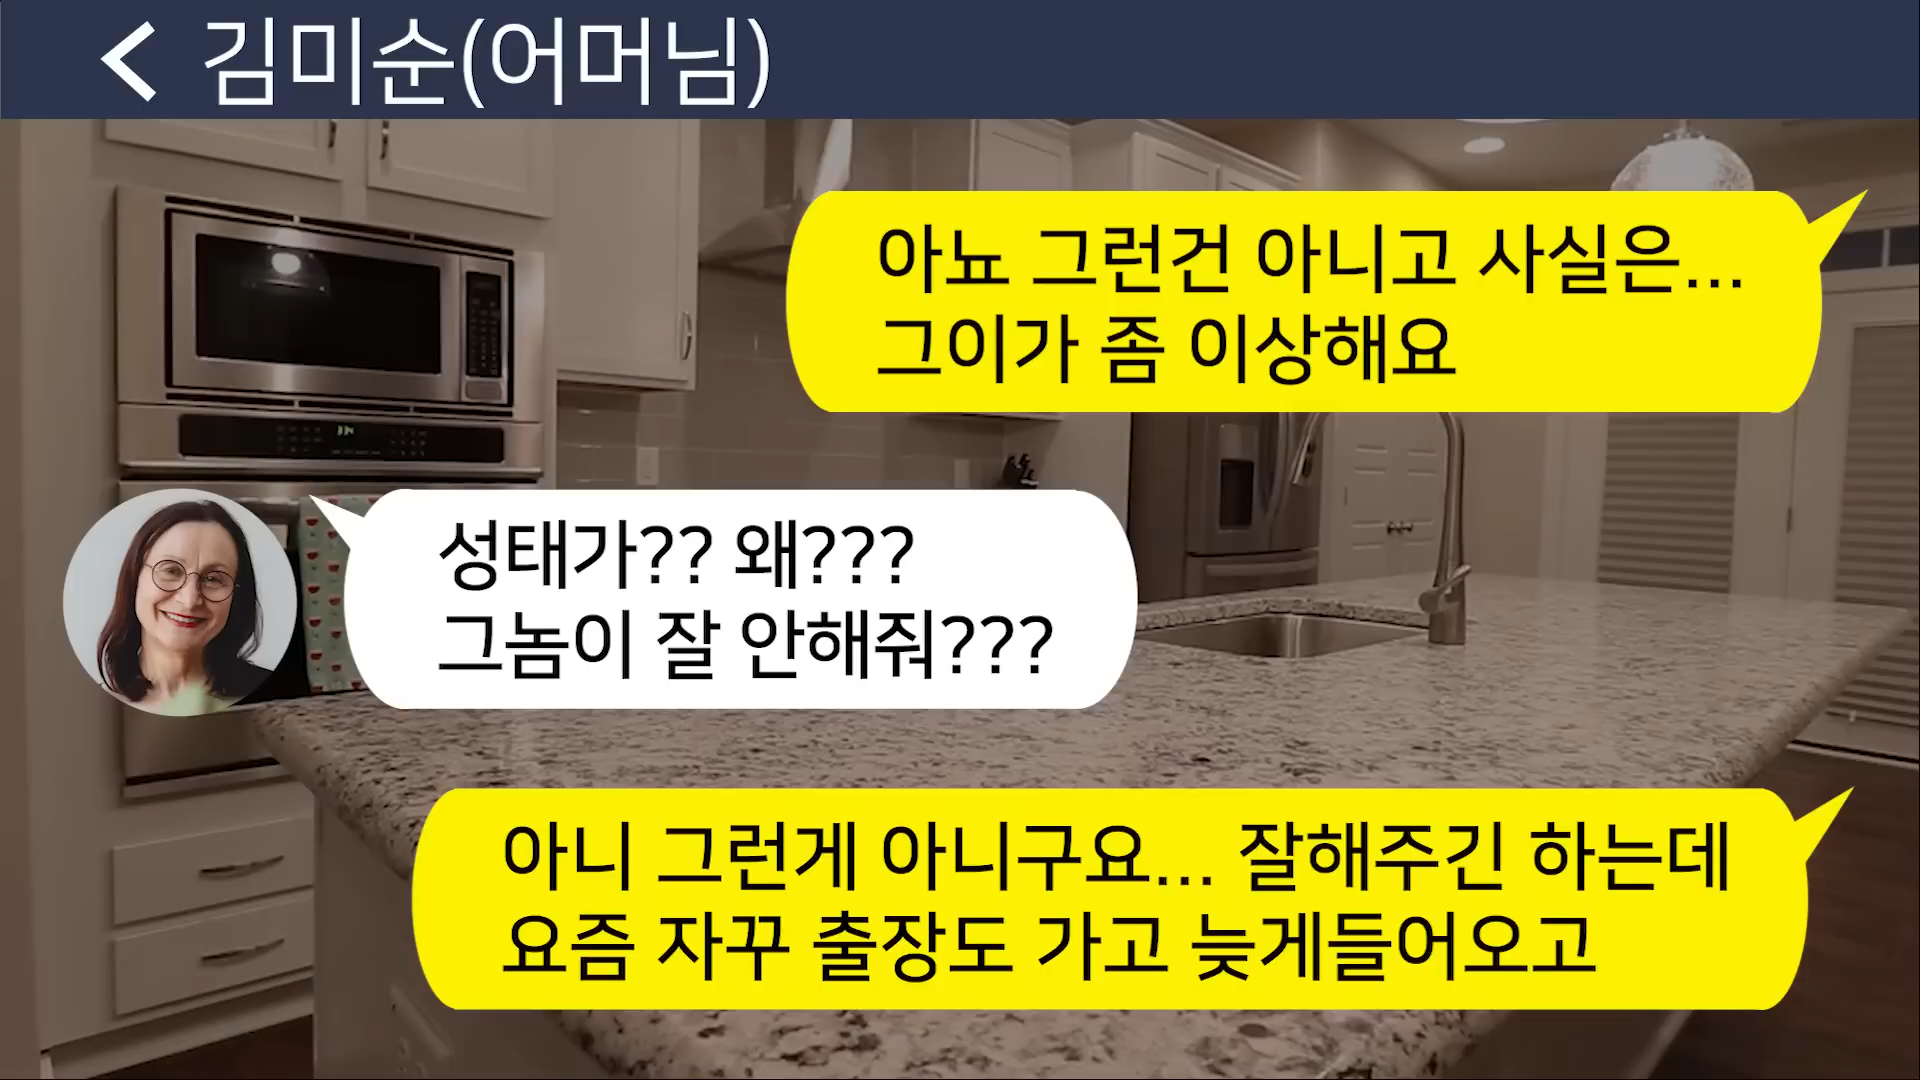 김미순(어머님)
아뇨 그런건 아니고 사실은...
그이가 좀 이상해요
성태가?? 왜???
그놈이 잘 안해줘???
아니 그런게 아니구요... 잘해주긴 하는데
요즘 자꾸 출장도 가고 늦게들어오고